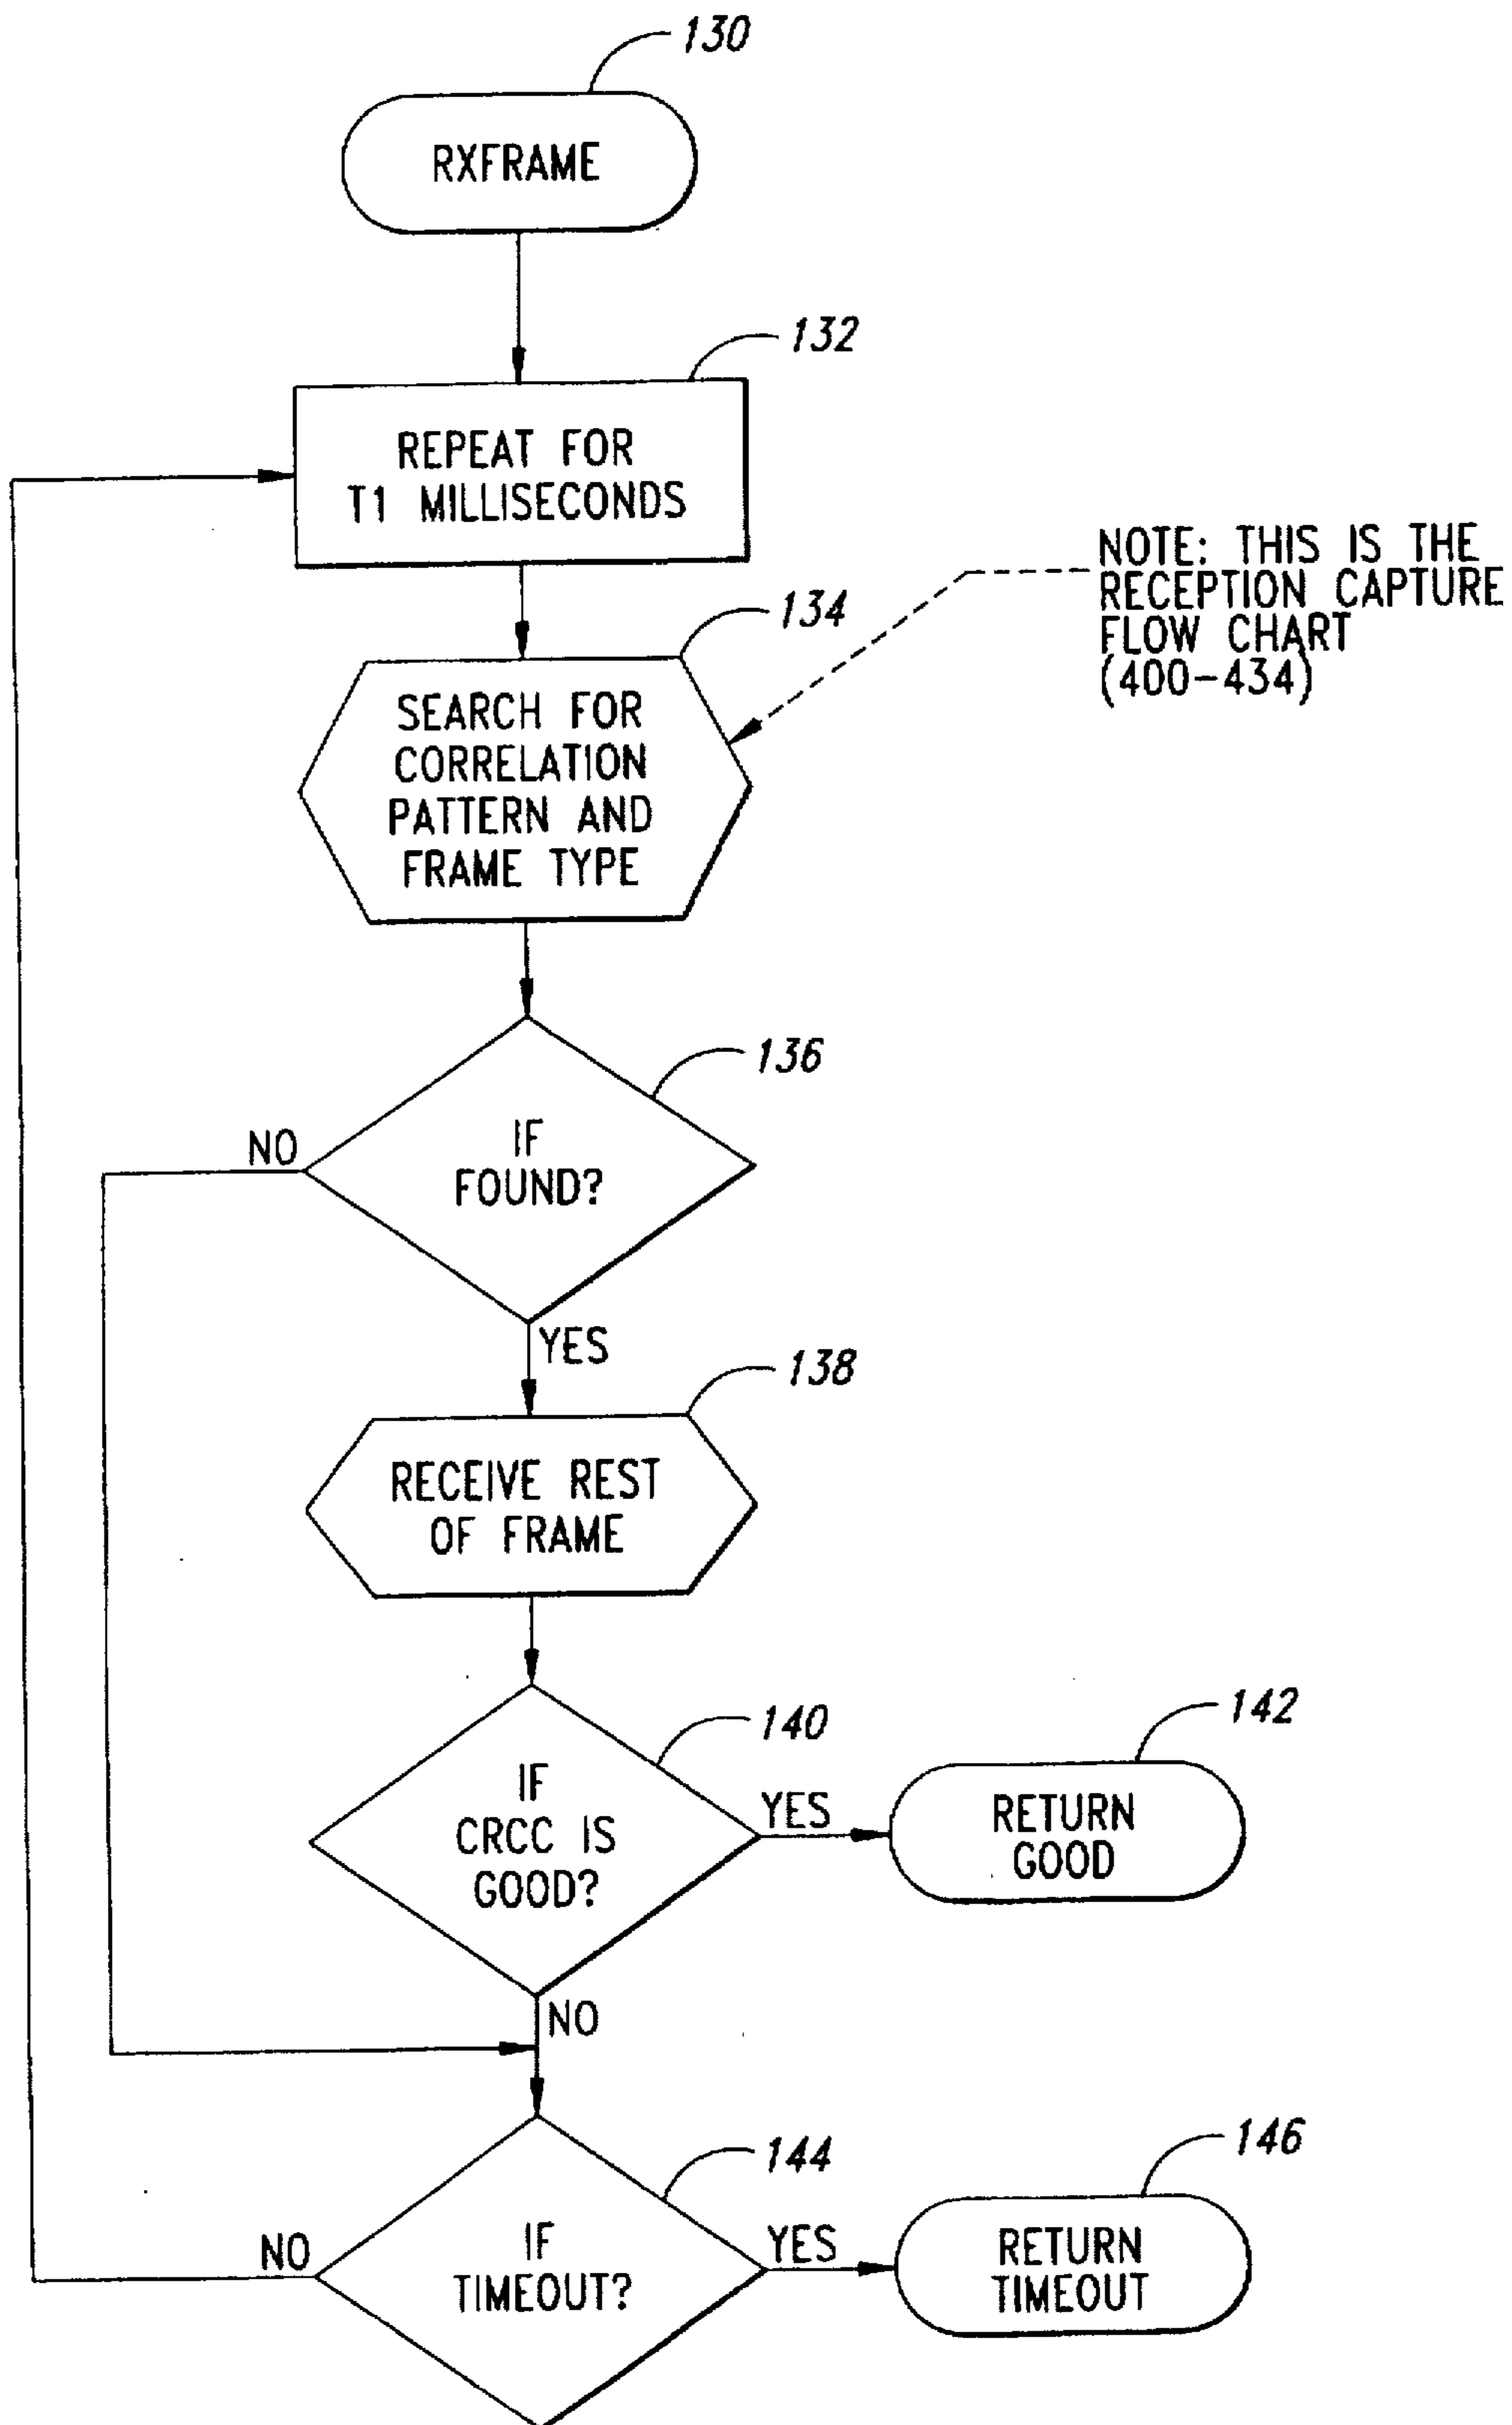 130
RXFRAME
132
REPEAT FOR
T1 MILLISECONDS
NOTE: THIS IS THE
RECEPTION CAPTURE
FLOW CHART
(400-434)
134
SEARCH FOR
CORRELATION
PATTERN AND
FRAME TYPE
136
IF
FOUND?
NO
YES
138
RECEIVE REST
OF FRAME
140
IF
CRCC IS
GOOD?
YES
142
RETURN
GOOD
NO
144
IF
TIMEOUT?
NO
YES
146
RETURN
TIMEOUT